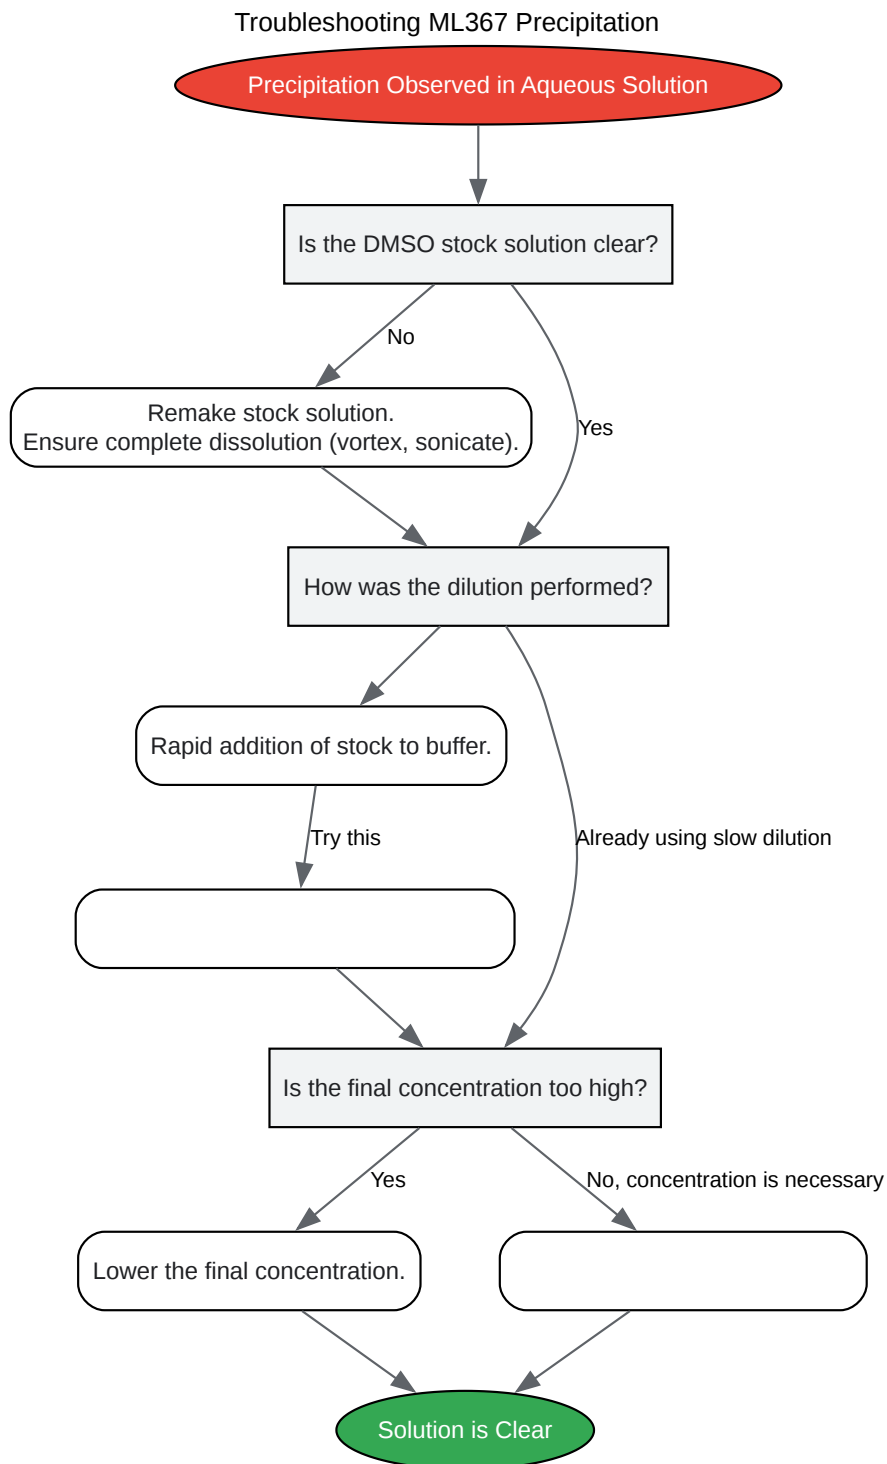 Troubleshooting ML367 Precipitation
Precipitation Observed in Aqueous Solution
Is the DMSO stock solution clear?
No
Remake stock solution.
Ensure complete dissolution (vortex, sonicate).
Yes
How was the dilution performed?
Rapid addition of stock to buffer.
Try this
Already using slow dilution
Is the final concentration too high?
Yes
No, concentration is necessary
Lower the final concentration.
Solution is Clear